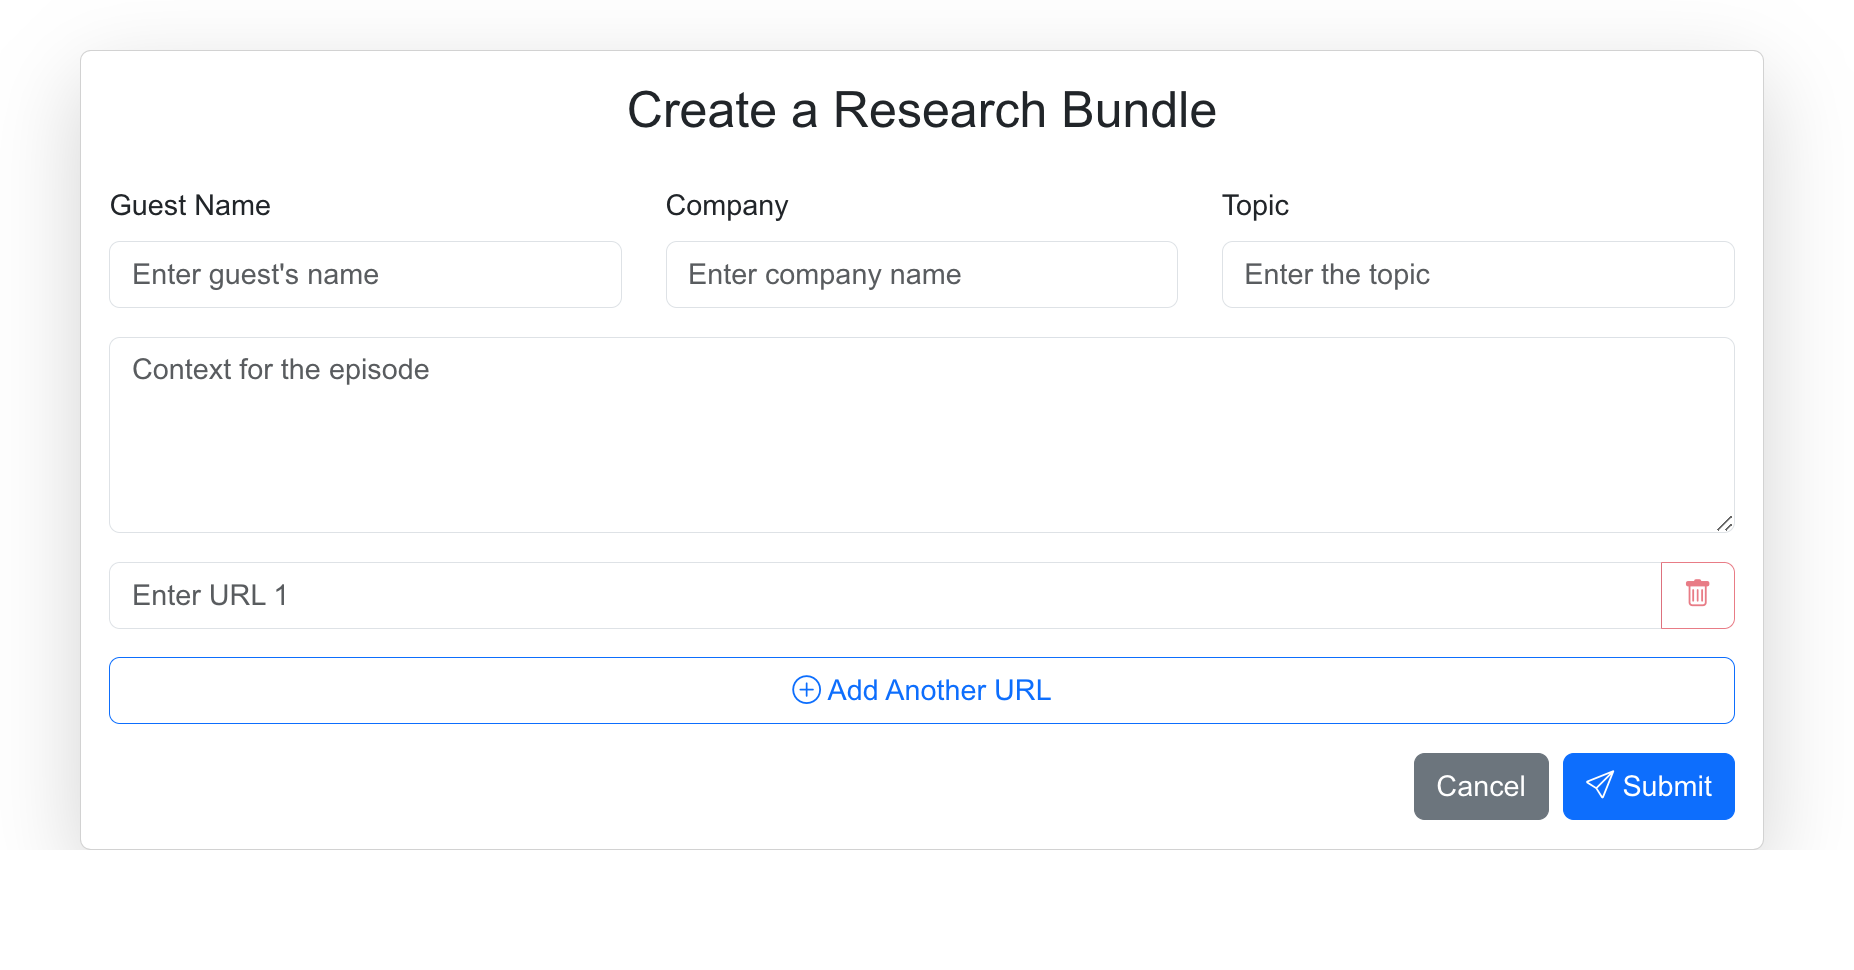 Create a Research Bundle
Guest Name
Company
Topic
Enter guest's name
Enter company name
Enter the topic
Context for the episode
Enter URL 1
Add Another URL
Cancel
Submit